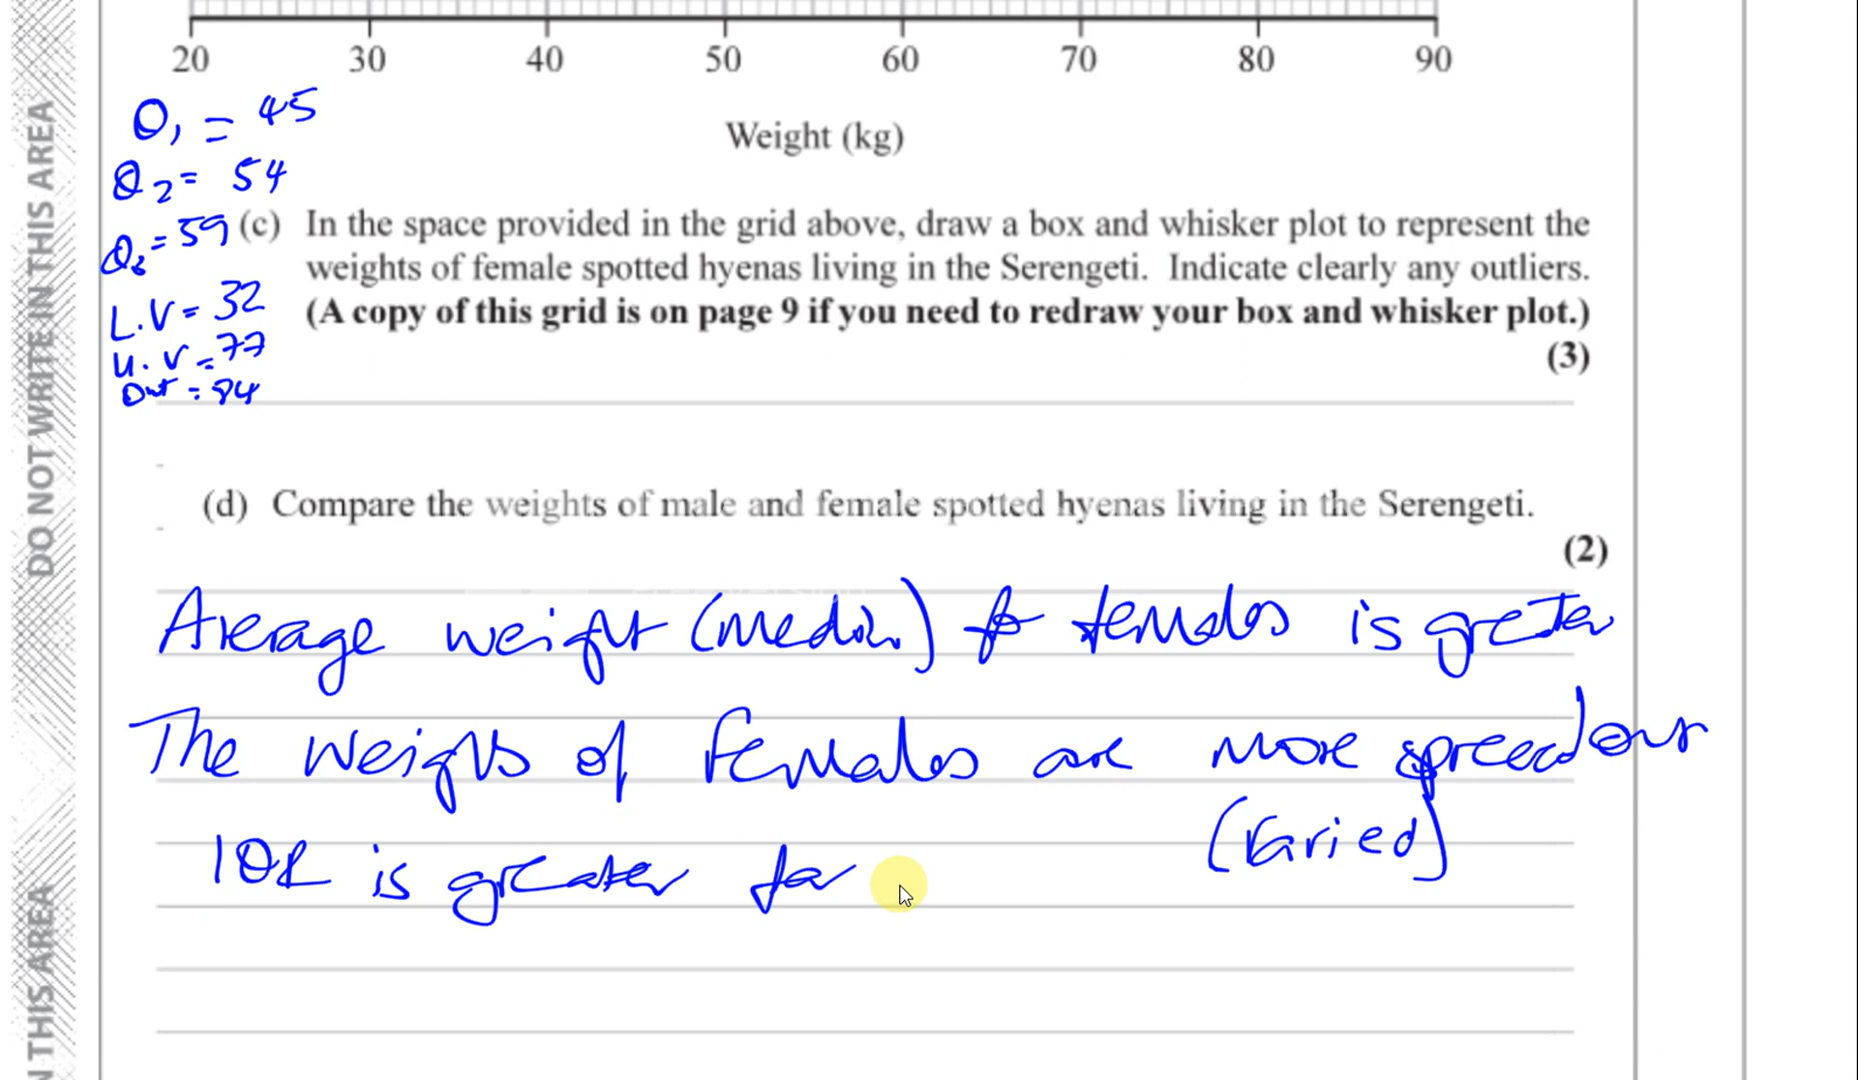 20 30 40 50 60 70 80 90
Weight (kg)
Q1 = 45
Q2 = 54
Q3 = 59
L.V = 32
U.V = 77
Out = 84
(c) In the space provided in the grid above, draw a box and whisker plot to represent the
weights of female spotted hyenas living in the Serengeti. Indicate clearly any outliers.
(A copy of this grid is on page 9 if you need to redraw your box and whisker plot.)
(3)
(d) Compare the weights of male and female spotted hyenas living in the Serengeti.
(2)
Average weight (median) for females is greater
The weights of females are more spreadout
(varied)
IQR is greater for
DO NOT WRITE IN THIS AREA
N THIS AREA